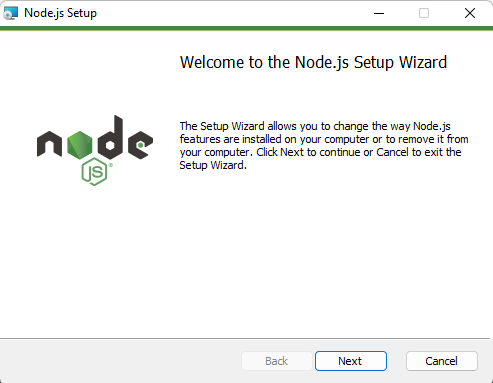 Node.js Setup
Welcome to the Node.js Setup Wizard
The Setup Wizard allows you to change the way Node.js
features are installed on your computer or to remove it from
your computer. Click Next to continue or Cancel to exit the
Setup Wizard.
node
JS®
Back
Next
Cancel